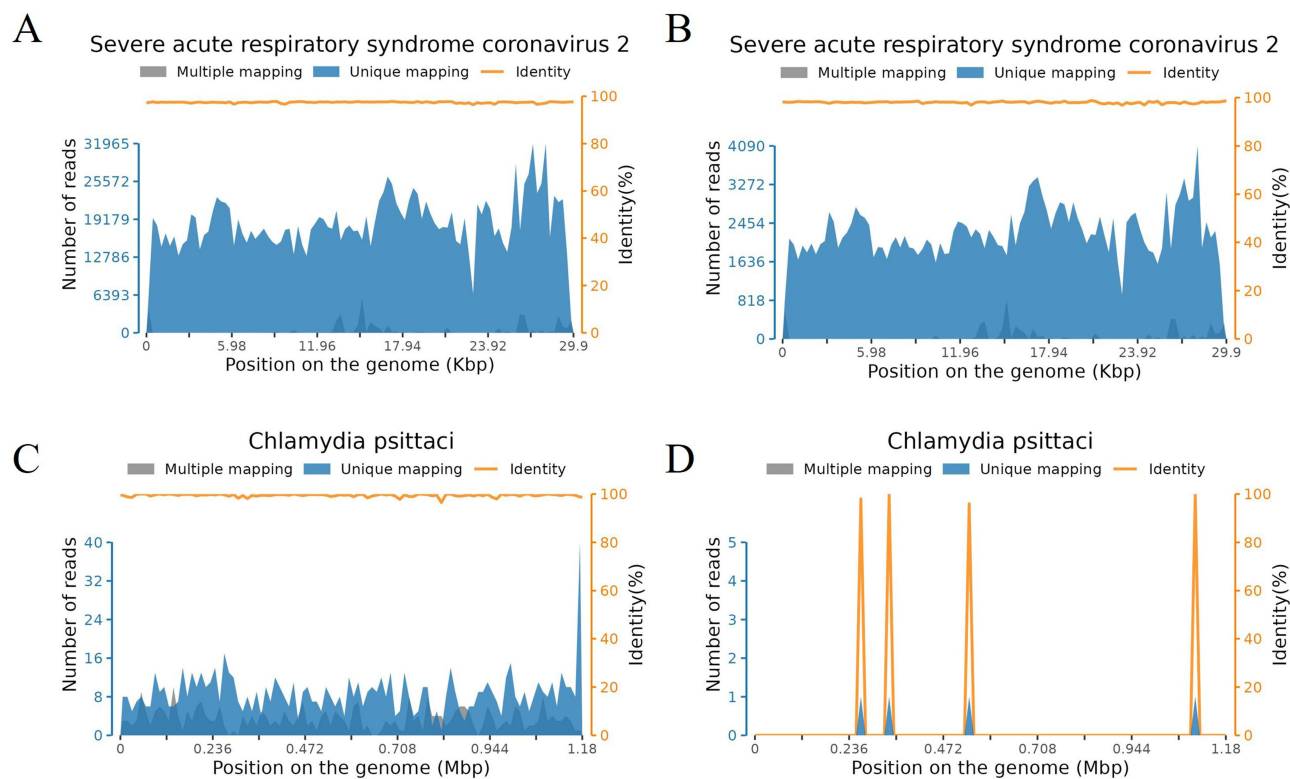 A
Severe acute respiratory syndrome coronavirus 2
Multiple mapping Unique mapping Identity
Number of reads
31965
25572
19179
12786
6393
0
100
80
60
40
20
0
Identity(%)
0 5.98 11.96 17.94 23.92 29.9
Position on the genome (Kbp)
B
Severe acute respiratory syndrome coronavirus 2
Multiple mapping Unique mapping Identity
Number of reads
4090
3272
2454
1636
818
0
100
80
60
40
20
0
Identity(%)
0 5.98 11.96 17.94 23.92 29.9
Position on the genome (Kbp)
C
Chlamydia psittaci
Multiple mapping Unique mapping Identity
Number of reads
40
32
24
16
8
0
100
80
60
40
20
0
Identity(%)
0 0.236 0.472 0.708 0.944 1.18
Position on the genome (Mbp)
D
Chlamydia psittaci
Multiple mapping Unique mapping Identity
Number of reads
5
4
3
2
1
0
100
80
60
40
20
0
Identity(%)
0 0.236 0.472 0.708 0.944 1.18
Position on the genome (Mbp)